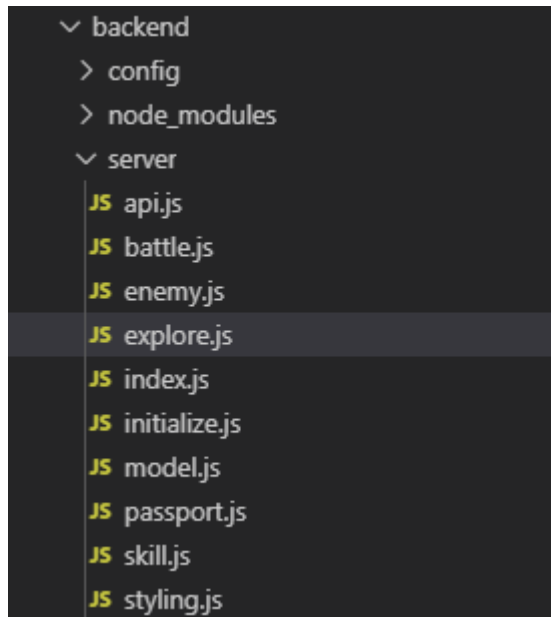 backend
config
node_modules
server
JS api.js
JS battle.js
JS enemy.js
JS explore.js
JS index.js
JS initialize.js
JS model.js
JS passport.js
JS skill.js
JS styling.js